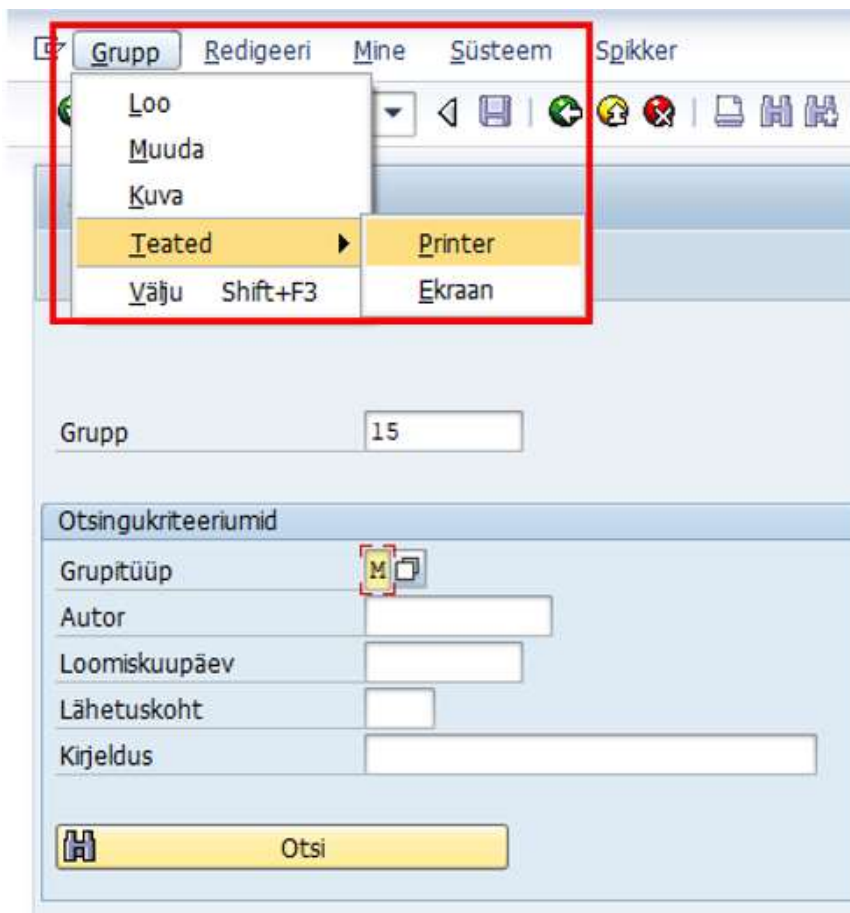 Grupp Redigeeri Mine Süsteem Spikker
Loo
Muuda
Kuva
Teated Printer
Välju Shift+F3 Ekraan
Grupp 15
Otsingukriteeriumid
Grupitüüp M
Autor
Loomiskuupäev
Lähetuskoht
Kirjeldus
Otsi